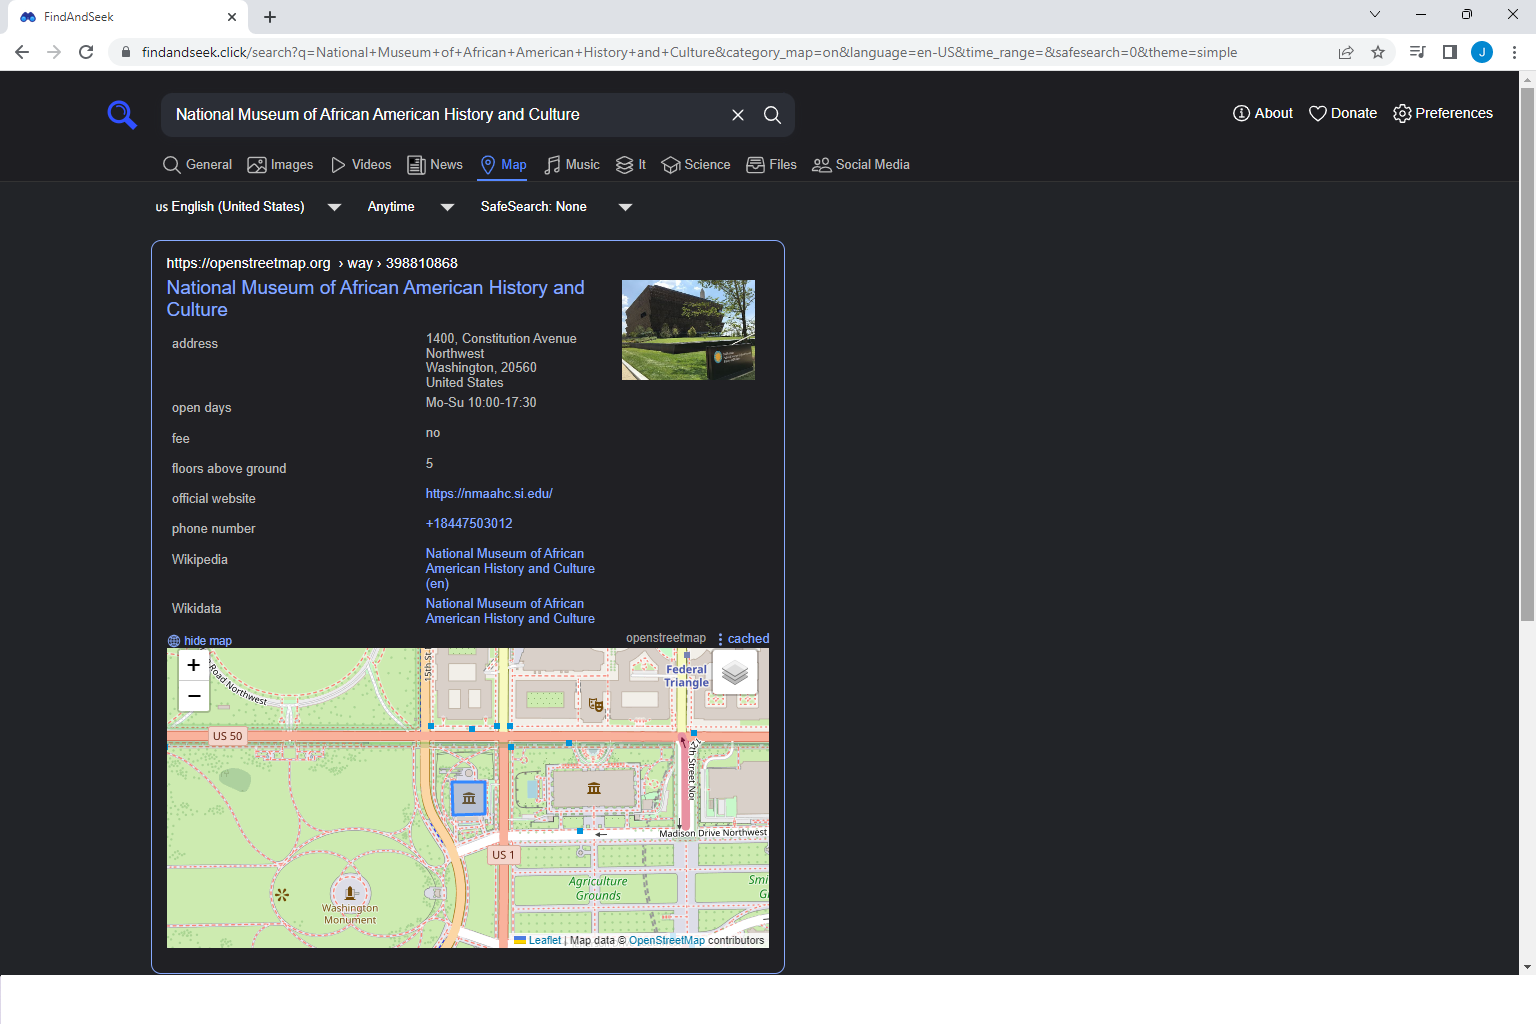 FindAndSeek
findandseek.click/search?q=National+Museum+of+African+American+History+and+Culture&category_map=on&language=en-US&time_range=&safesearch=0&theme=simple
J
National Museum of African American History and Culture
About
Donate
Preferences
General
Images
Videos
News
Map
Music
It
Science
Files
Social Media
US English (United States)
Anytime
SafeSearch: None
https://openstreetmap.org › way › 398810868
National Museum of African American History and
Culture
address
1400, Constitution Avenue
Northwest
Washington, 20560
United States
open days
Mo-Su 10:00-17:30
fee
no
floors above ground
5
official website
https://nmaahc.si.edu/
phone number
+18447503012
Wikipedia
National Museum of African
American History and Culture
(en)
Wikidata
National Museum of African
American History and Culture
hide map
openstreetmap
cached
+
−
Road Northwest
15th St
Federal
Triangle
US 50
12th Street Nor
Madison Drive Northwest
US 1
Agriculture
Grounds
Smi
G
Washington
Monument
Leaflet | Map data © OpenStreetMap contributors